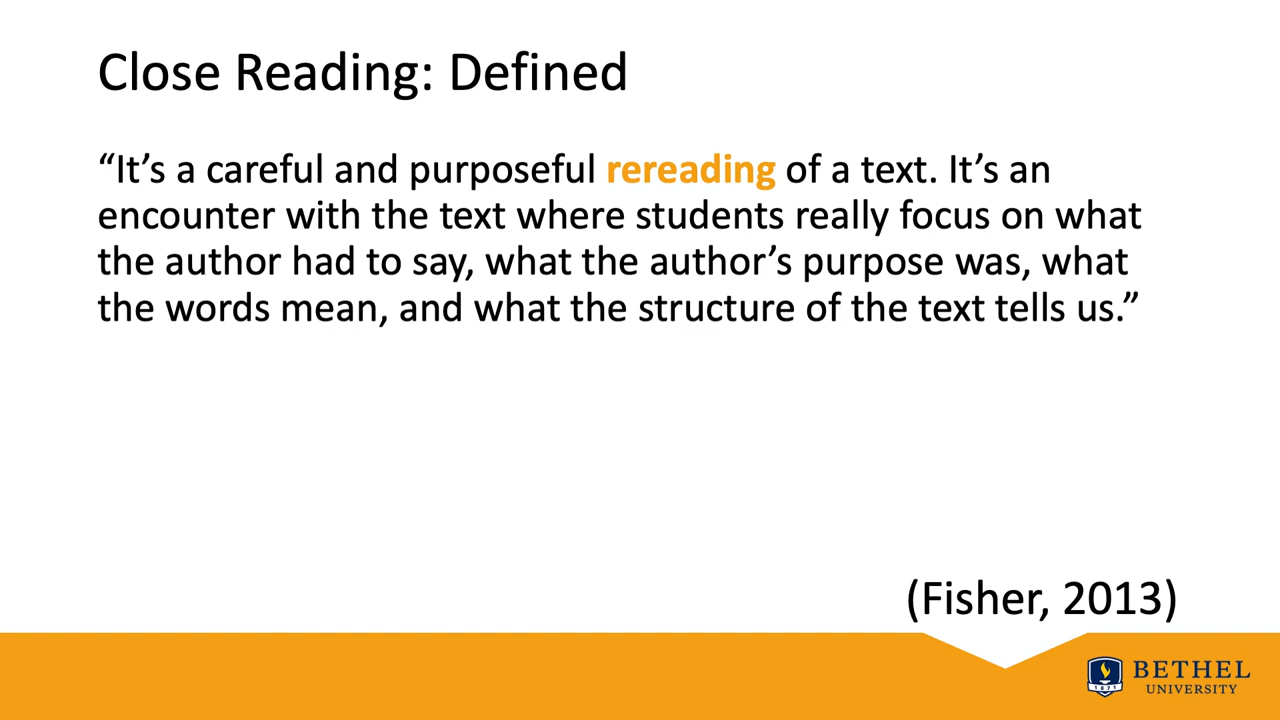 Close Reading: Defined
“It’s a careful and purposeful rereading of a text. It’s an
encounter with the text where students really focus on what
the author had to say, what the author’s purpose was, what
the words mean, and what the structure of the text tells us.”
(Fisher, 2013)
BETHEL
UNIVERSITY
1871